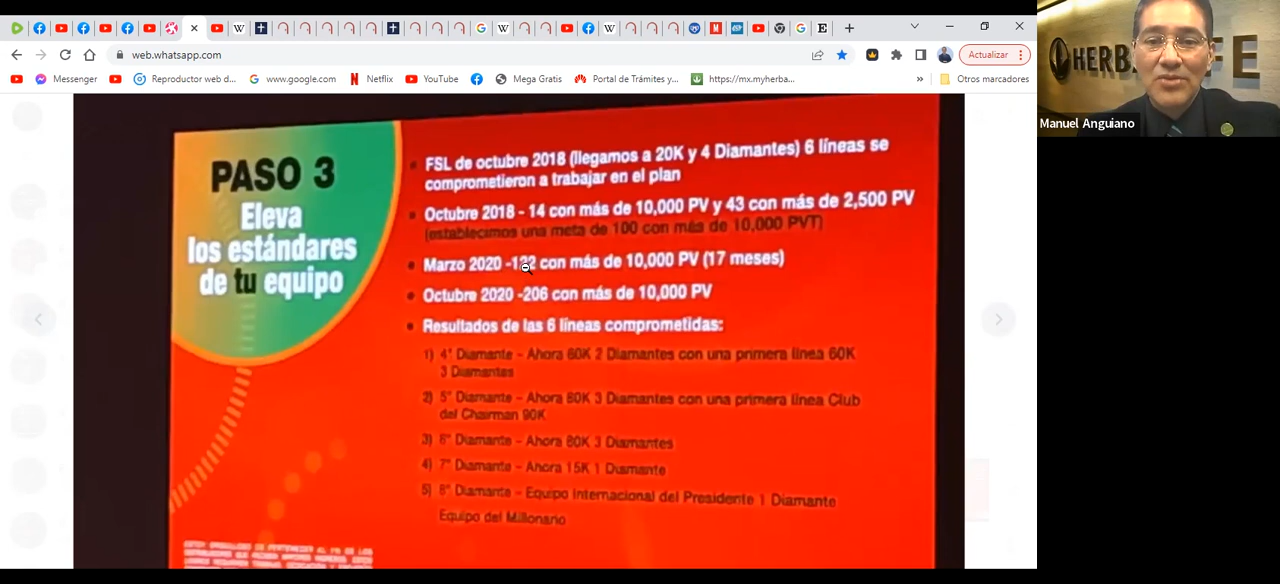 Actualizar
web.whatsapp.com
Messenger
Reproductor web d...
www.google.com
Netflix
YouTube
Mega Gratis
Portal de Trámites y...
https://mx.myherba...
»
Otros marcadores
HERBA FE
Manuel Anguiano
PASO 3
Eleva
los estándares
de tu equipo
FSL de octubre 2018 (llegamos a 20K y 4 Diamantes) 6 líneas se
comprometieron a trabajar en el plan
Octubre 2018 - 14 con más de 10,000 PV y 43 con más de 2,500 PV
(establecimos una meta de 100 con más de 10,000 PVT)
Marzo 2020 -122 con más de 10,000 PV (17 meses)
Octubre 2020 -206 con más de 10,000 PV
Resultados de las 6 líneas comprometidas:
1) 4° Diamante - Ahora 60K 2 Diamantes con una primera línea 60K
3 Diamantes
2) 5° Diamante - Ahora 80K 3 Diamantes con una primera línea Club
del Chairman 90K
3) 6° Diamante - Ahora 80K 3 Diamantes
4) 7° Diamante - Ahora 15K 1 Diamante
5) 8° Diamante - Equipo Internacional del Presidente 1 Diamante
Equipo del Millonario